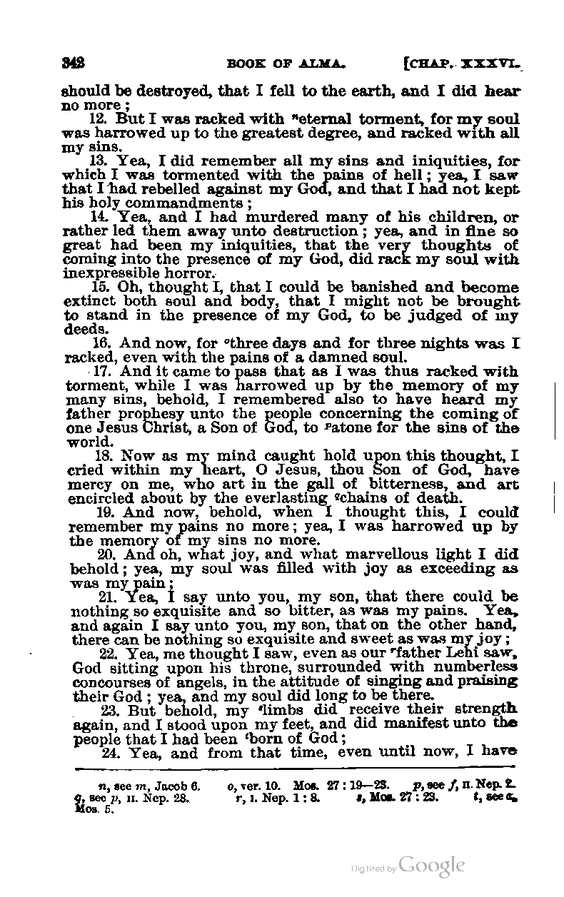 342 BOOK OF ALMA. [CHAP. XXXVI.
should be destroyed, that I fell to the earth, and I did hear
no more ;
12. But I was racked with ⁿeternal torment, for my soul
was harrowed up to the greatest degree, and racked with all
my sins.
13. Yea, I did remember all my sins and iniquities, for
which I was tormented with the pains of hell ; yea, I saw
that I had rebelled against my God, and that I had not kept
his holy commandments ;
14. Yea, and I had murdered many of his children, or
rather led them away unto destruction ; yea, and in fine so
great had been my iniquities, that the very thoughts of
coming into the presence of my God, did rack my soul with
inexpressible horror.
15. Oh, thought I, that I could be banished and become
extinct both soul and body, that I might not be brought
to stand in the presence of my God, to be judged of my
deeds.
16. And now, for ᵒthree days and for three nights was I
racked, even with the pains of a damned soul.
17. And it came to pass that as I was thus racked with
torment, while I was harrowed up by the memory of my
many sins, behold, I remembered also to have heard my
father prophesy unto the people concerning the coming of
one Jesus Christ, a Son of God, to ᵖatone for the sins of the
world.
18. Now as my mind caught hold upon this thought, I
cried within my heart, O Jesus, thou Son of God, have
mercy on me, who art in the gall of bitterness, and art
encircled about by the everlasting qchains of death.
19. And now, behold, when I thought this, I could
remember my pains no more ; yea, I was harrowed up by
the memory of my sins no more.
20. And oh, what joy, and what marvellous light I did
behold ; yea, my soul was filled with joy as exceeding as
was my pain ;
21. Yea, I say unto you, my son, that there could be
nothing so exquisite and so bitter, as was my pains. Yea,
and again I say unto you, my son, that on the other hand,
there can be nothing so exquisite and sweet as was my joy ;
22. Yea, me thought I saw, even as our ʳfather Lehi saw,
God sitting upon his throne, surrounded with numberless
concourses of angels, in the attitude of singing and praising
their God ; yea, and my soul did long to be there.
23. But behold, my ˢlimbs did receive their strength
again, and I stood upon my feet, and did manifest unto the
people that I had been ᵗborn of God ;
24. Yea, and from that time, even until now, I have
n, see m, Jacob 6. o, ver. 10. Mos. 27 : 19—23. p, see f, II. Nep. 2.
q, see p, II. Nep. 28. r, I. Nep. 1 : 8. s, Mos. 27 : 23. t, see
Mos. 5.
Digitized by Google